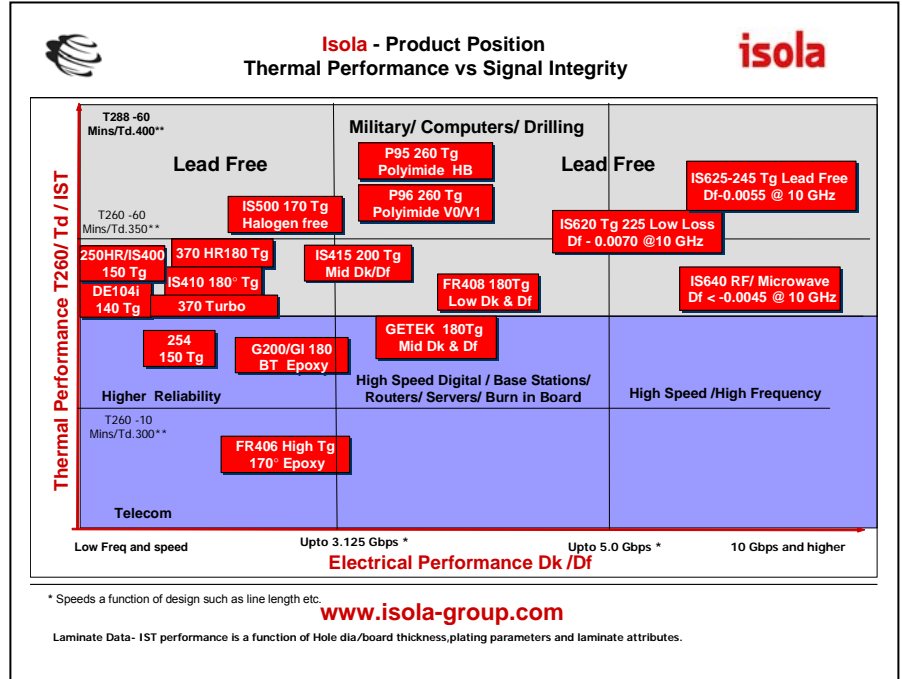 Isola - Product Position
Thermal Performance vs Signal Integrity
isola
T288 -60
Mins/Td.400**
Military/ Computers/ Drilling
Lead Free
Lead Free
P95 260 Tg
Polyimide HB
IS625-245 Tg Lead Free
Df-0.0055 @ 10 GHz
P96 260 Tg
Polyimide V0/V1
IS500 170 Tg
Halogen free
T260 -60
Mins/Td.350**
IS620 Tg 225 Low Loss
Df - 0.0070 @10 GHz
250HR/IS400
150 Tg
370 HR180 Tg
IS415 200 Tg
Mid Dk/Df
IS410 180° Tg
FR408 180Tg
Low Dk & Df
IS640 RF/ Microwave
Df < -0.0045 @ 10 GHz
DE104i
140 Tg
370 Turbo
GETEK 180Tg
Mid Dk & Df
254
150 Tg
G200/GI 180
BT Epoxy
Higher Reliability
High Speed Digital / Base Stations/
Routers/ Servers/ Burn in Board
High Speed /High Frequency
T260 -10
Mins/Td.300**
FR406 High Tg
170° Epoxy
Telecom
Thermal Performance T260/ Td / IST
Low Freq and speed
Upto 3.125 Gbps *
Upto 5.0 Gbps *
10 Gbps and higher
Electrical Performance Dk /Df
* Speeds a function of design such as line length etc.
www.isola-group.com
Laminate Data- IST performance is a function of Hole dia/board thickness,plating parameters and laminate attributes.